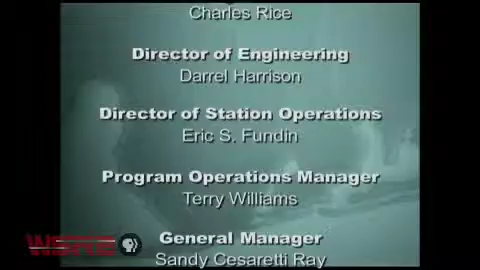 Charles Rice
Director of Engineering
Darrel Harrison
Director of Station Operations
Eric S. Fundin
Program Operations Manager
Terry Williams
General Manager
Sandy Cesaretti Ray
WSRE